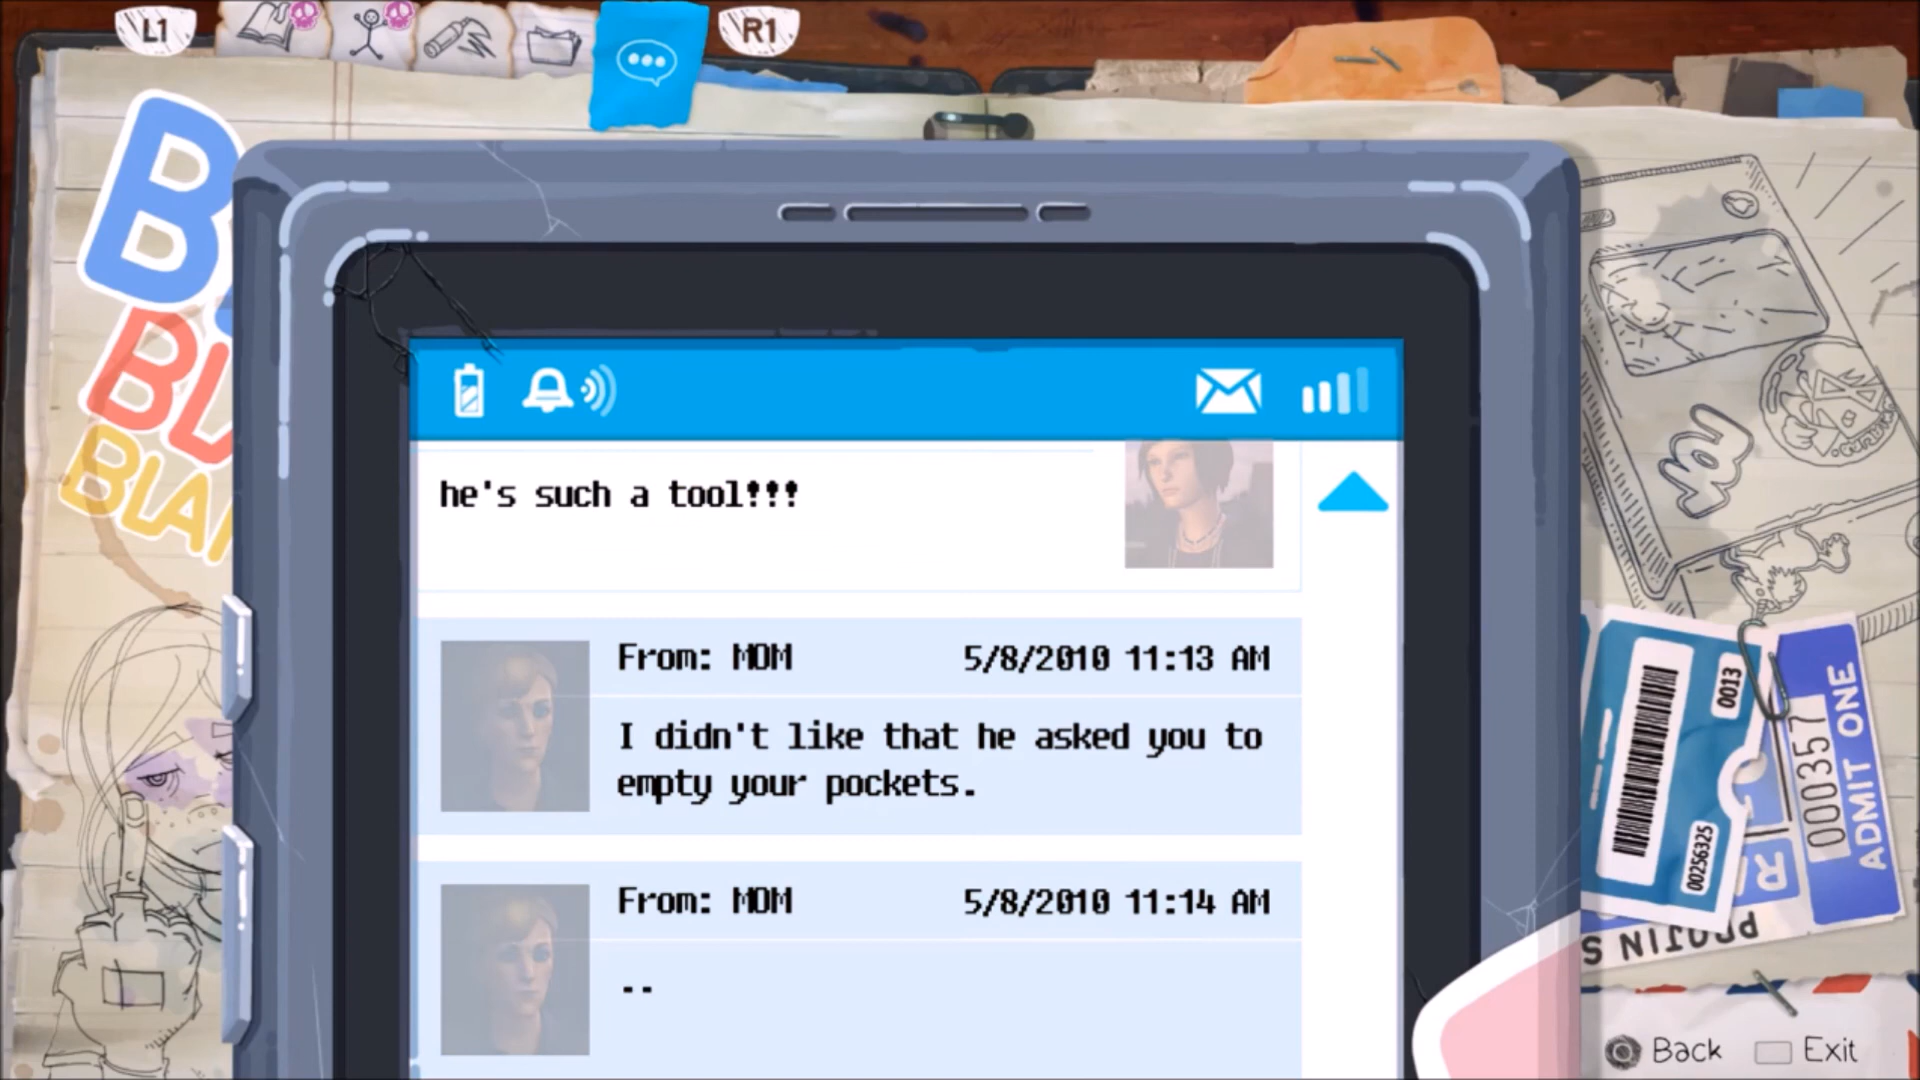 L1
R1
BL
BLA
he's such a tool!!!
From: MOM 5/8/2010 11:13 AM
I didn't like that he asked you to
empty your pockets.
From: MOM 5/8/2010 11:14 AM
--
0013
00256325
000357
ADMIT ONE
Back
Exit